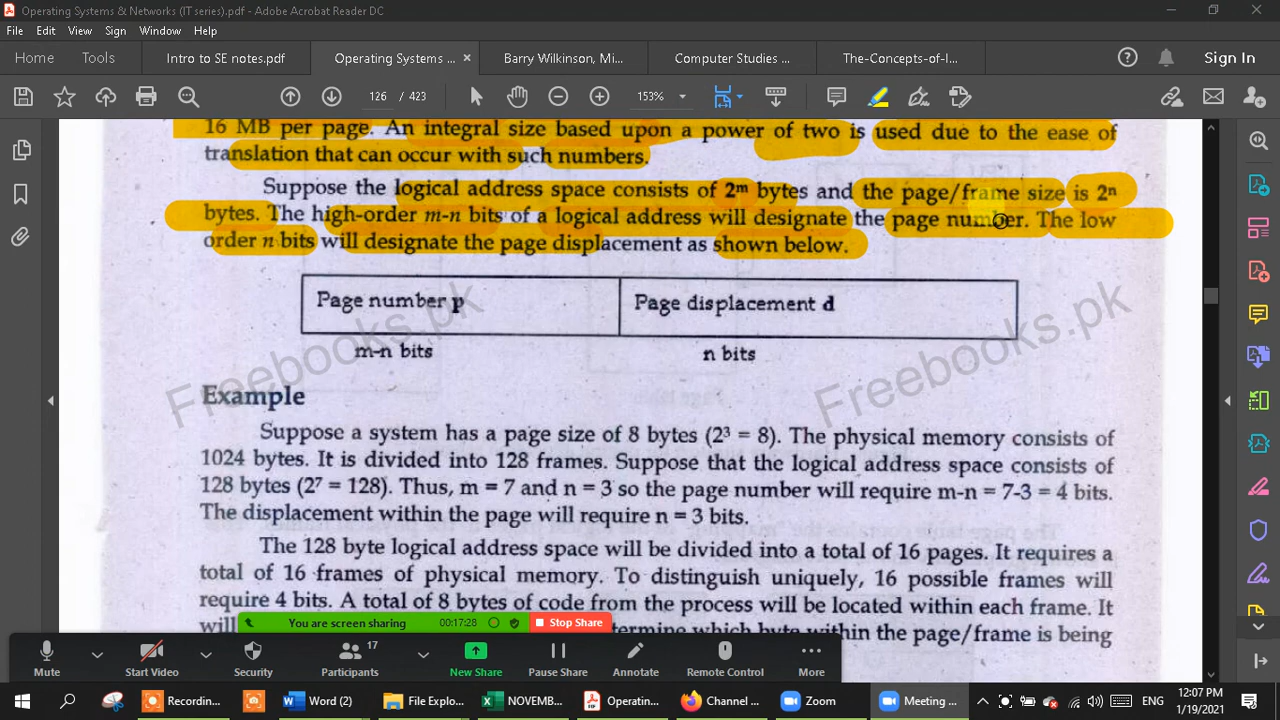 Operating Systems & Networks (IT series).pdf - Adobe Acrobat Reader DC
File Edit View Sign Window Help
Home Tools Intro to SE notes.pdf Operating Systems ... × Barry Wilkinson, Mi... Computer Studies ... The-Concepts-of-I... Sign In
126 / 423 153%
16 MB per page. An integral size based upon a power of two is used due to the ease of
translation that can occur with such numbers.
Suppose the logical address space consists of 2ᵐ bytes and the page/frame size is 2ⁿ
bytes. The high-order m-n bits of a logical address will designate the page number. The low
order n bits will designate the page displacement as shown below.
Page number p Page displacement d
m-n bits n bits
Freebooks.pk Freebooks.pk
Example
Suppose a system has a page size of 8 bytes (2³ = 8). The physical memory consists of
1024 bytes. It is divided into 128 frames. Suppose that the logical address space consists of
128 bytes (2⁷ = 128). Thus, m = 7 and n = 3 so the page number will require m-n = 7-3 = 4 bits.
The displacement within the page will require n = 3 bits.
The 128 byte logical address space will be divided into a total of 16 pages. It requires a
total of 16 frames of physical memory. To distinguish uniquely, 16 possible frames will
require 4 bits. A total of 8 bytes of code from the process will be located within each frame. It
will termine which byte within the page/frame is being
You are screen sharing 00:17:28 Stop Share
17
Mute Start Video Security Participants New Share Pause Share Annotate Remote Control More
Recording... Word (2) File Explo... NOVEMB... Operatin... Channel ... Zoom Meeting ... ENG 12:07 PM
1/19/2021